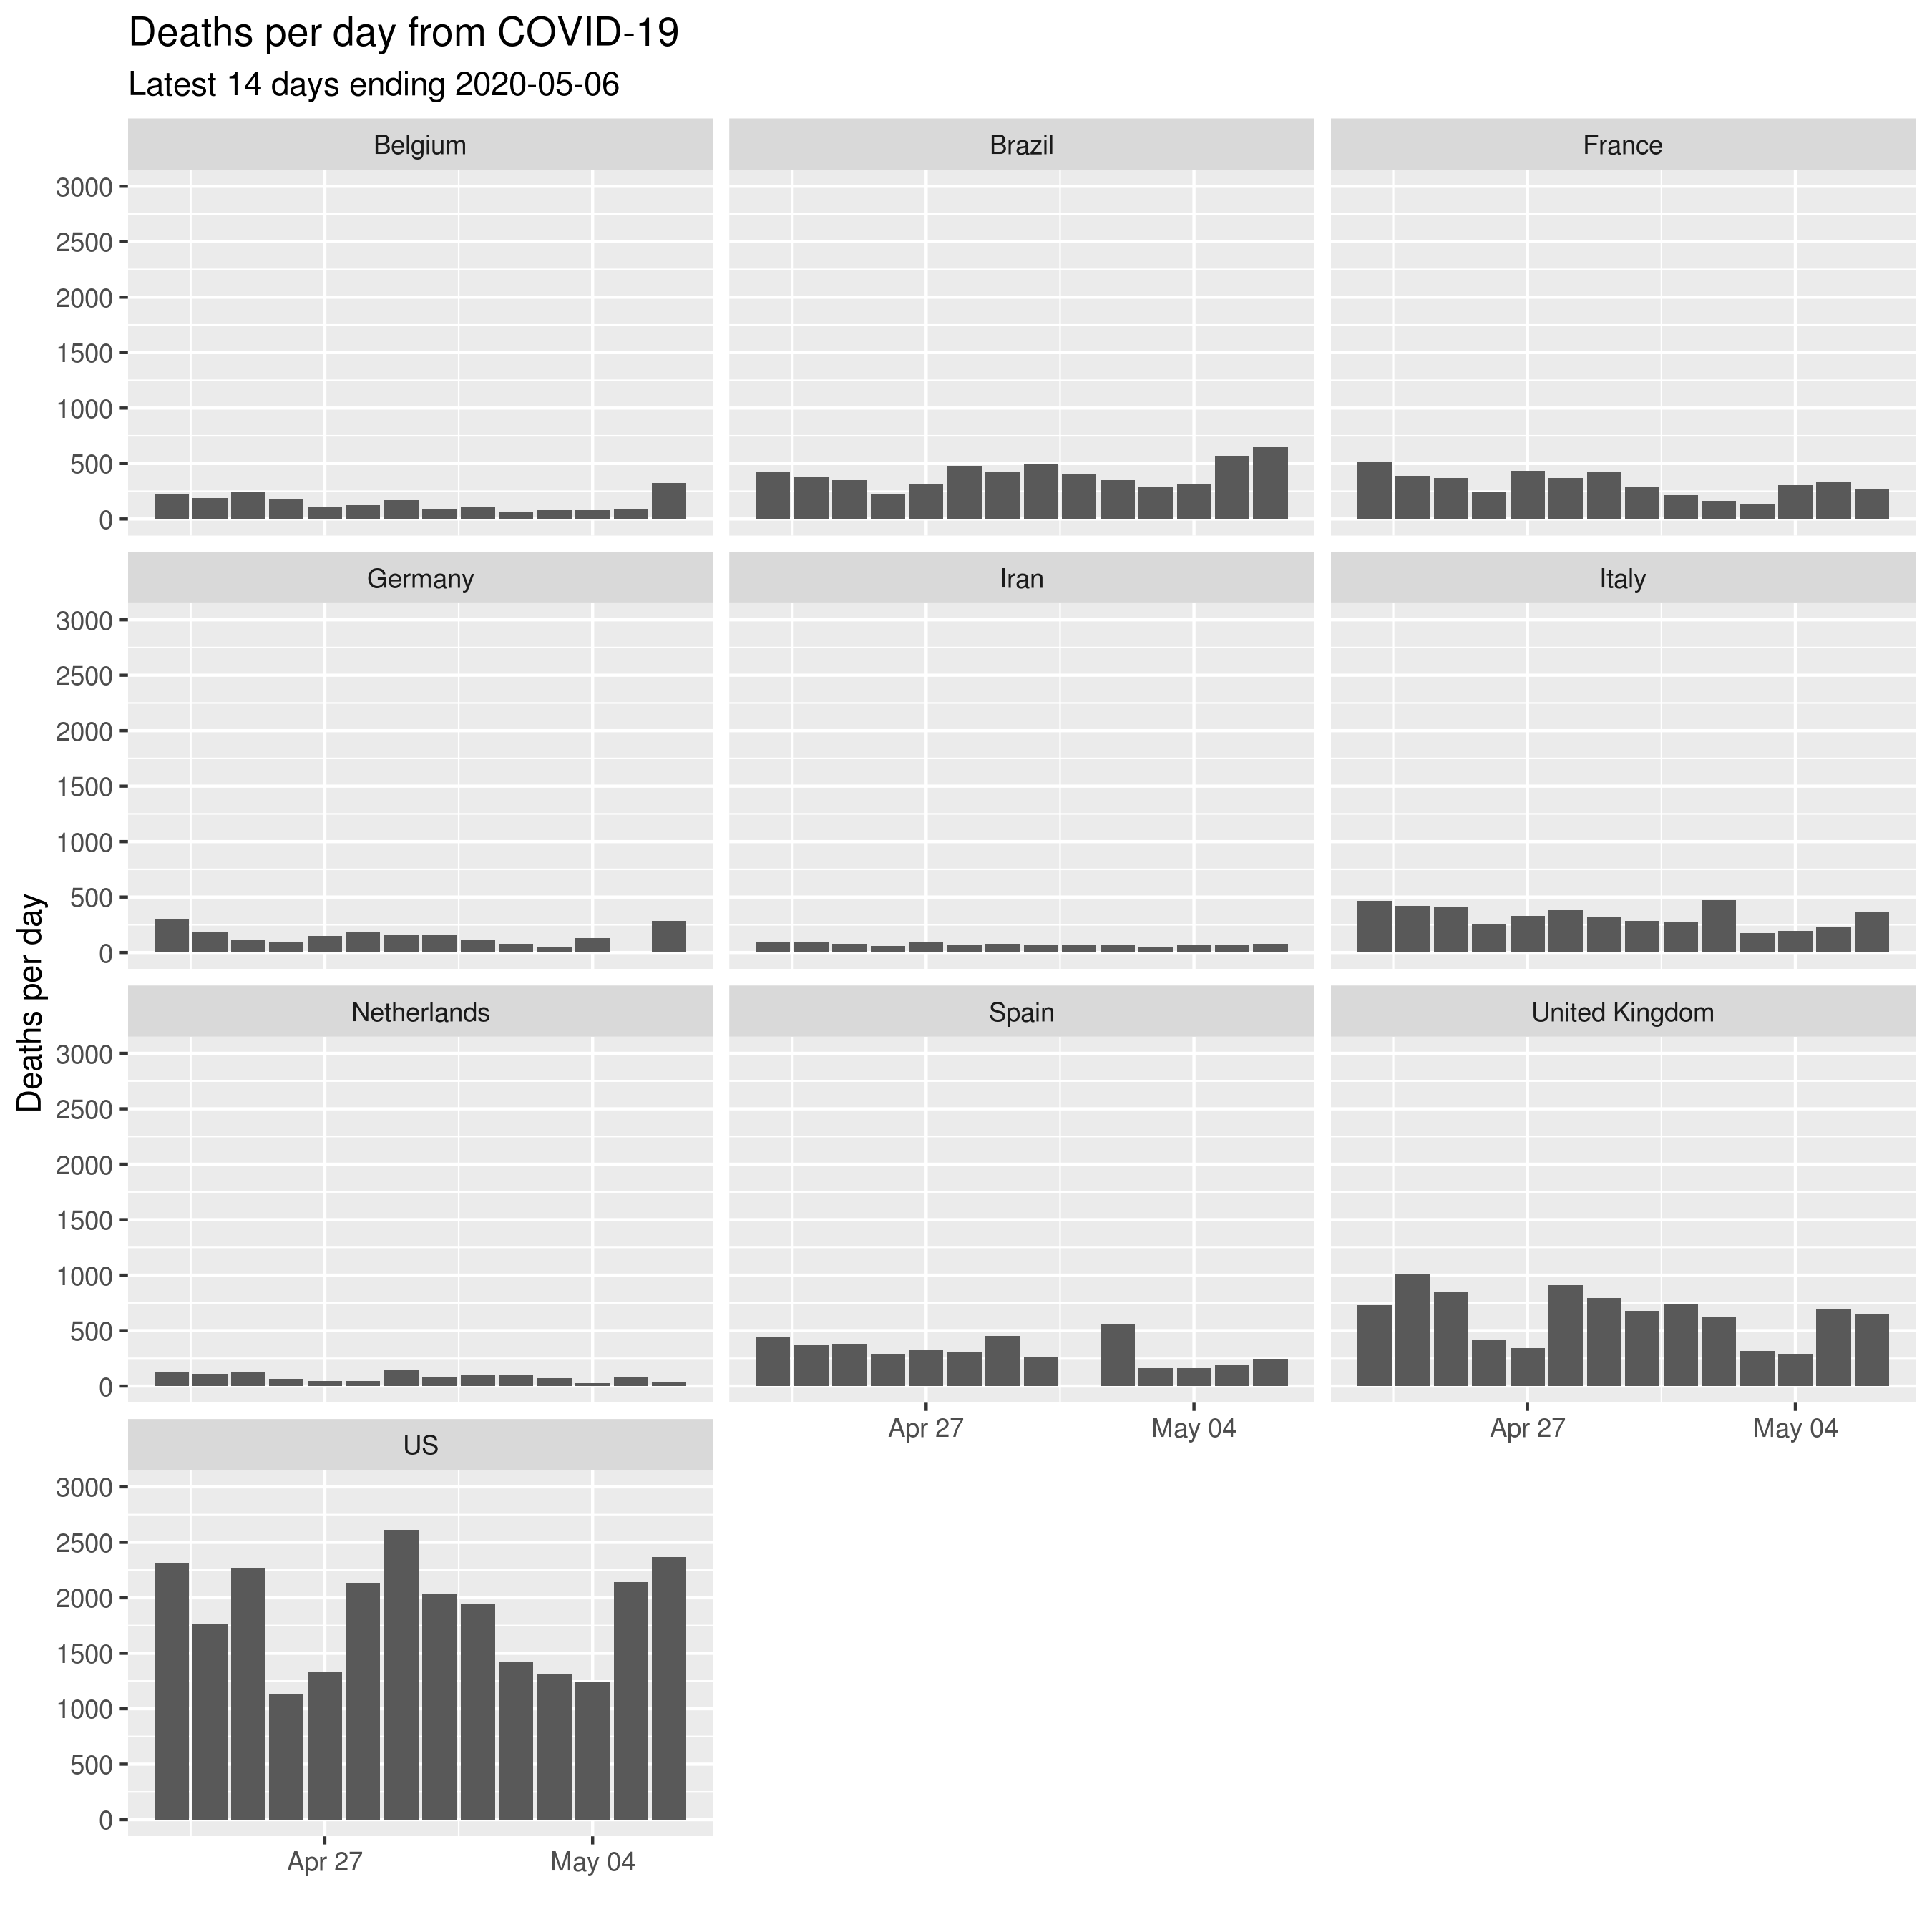 Deaths per day from COVID-19
Latest 14 days ending 2020-05-06
Belgium
Brazil
France
3000
2500
2000
1500
1000
500
0
Germany
Iran
Italy
3000
2500
2000
1500
1000
500
0
Deaths per day
Netherlands
Spain
United Kingdom
3000
2500
2000
1500
1000
500
0
Apr 27
May 04
Apr 27
May 04
US
3000
2500
2000
1500
1000
500
0
Apr 27
May 04